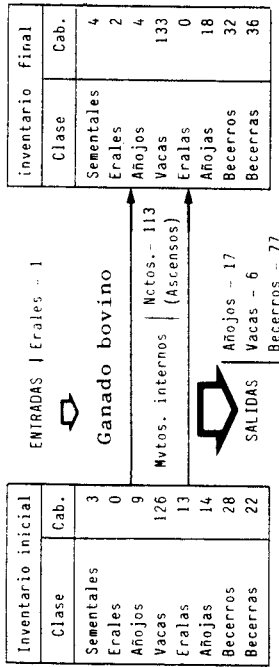 Inventario inicial
Clase Cab.
Sementales 3
Erales 0
Añojos 9
Vacas 126
Eralas 13
Añojas 14
Becerros 28
Becerras 22
ENTRADAS | Erales - 1
Ganado bovino
Mvtos. internos | Nctos.- 113
(Ascensos)
SALIDAS
Añojos - 17
Vacas - 6
Becerros - 77
inventario final
Clase Cab.
Sementales 4
Erales 2
Añojos 4
Vacas 133
Eralas 0
Añojas 18
Becerros 32
Becerras 36